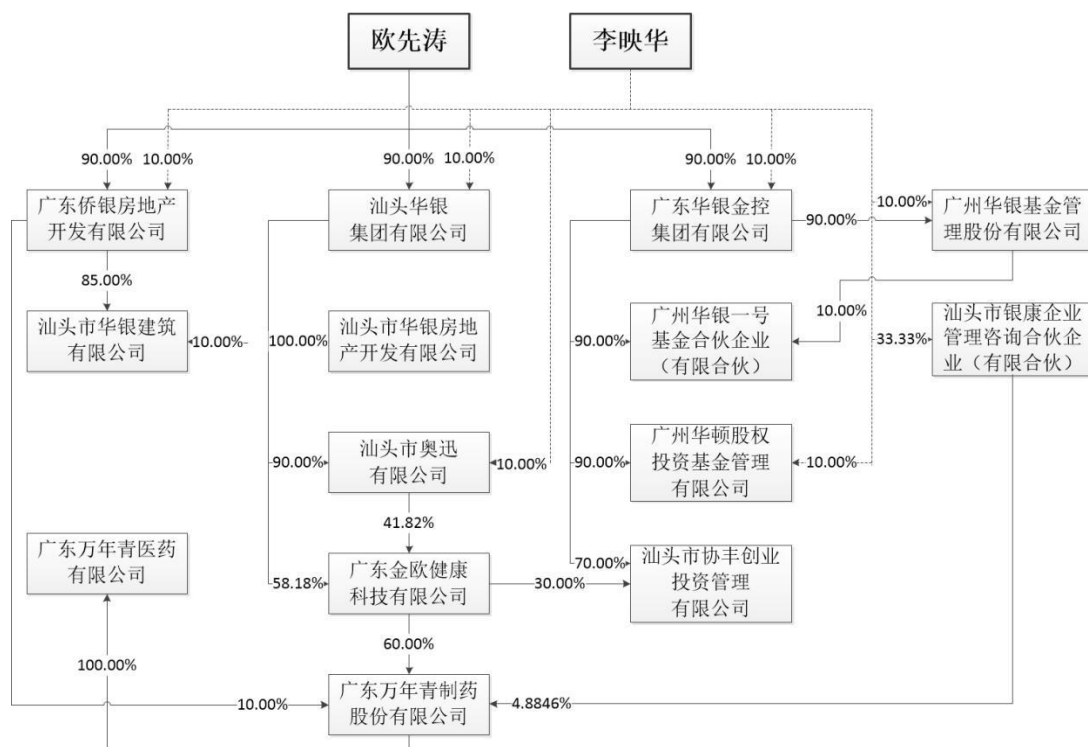 欧先涛
李映华
90.00%
10.00%
90.00%
10.00%
90.00%
10.00%
广东侨银房地产
开发有限公司
汕头华银
集团有限公司
广东华银金控
集团有限公司
90.00%
10.00%
广州华银基金管
理股份有限公司
85.00%
汕头市华银建筑
有限公司
10.00%
100.00%
汕头市华银房地
产开发有限公司
90.00%
广州华银一号
基金合伙企业
（有限合伙）
10.00%
33.33%
汕头市银康企业
管理咨询合伙企
业（有限合伙）
90.00%
汕头市奥迅
有限公司
10.00%
90.00%
广州华顿股权
投资基金管理
有限公司
10.00%
41.82%
广东万年青医药
有限公司
58.18%
广东金欧健康
科技有限公司
30.00%
70.00%
汕头市协丰创业
投资管理
有限公司
60.00%
100.00%
10.00%
广东万年青制药
股份有限公司
4.8846%